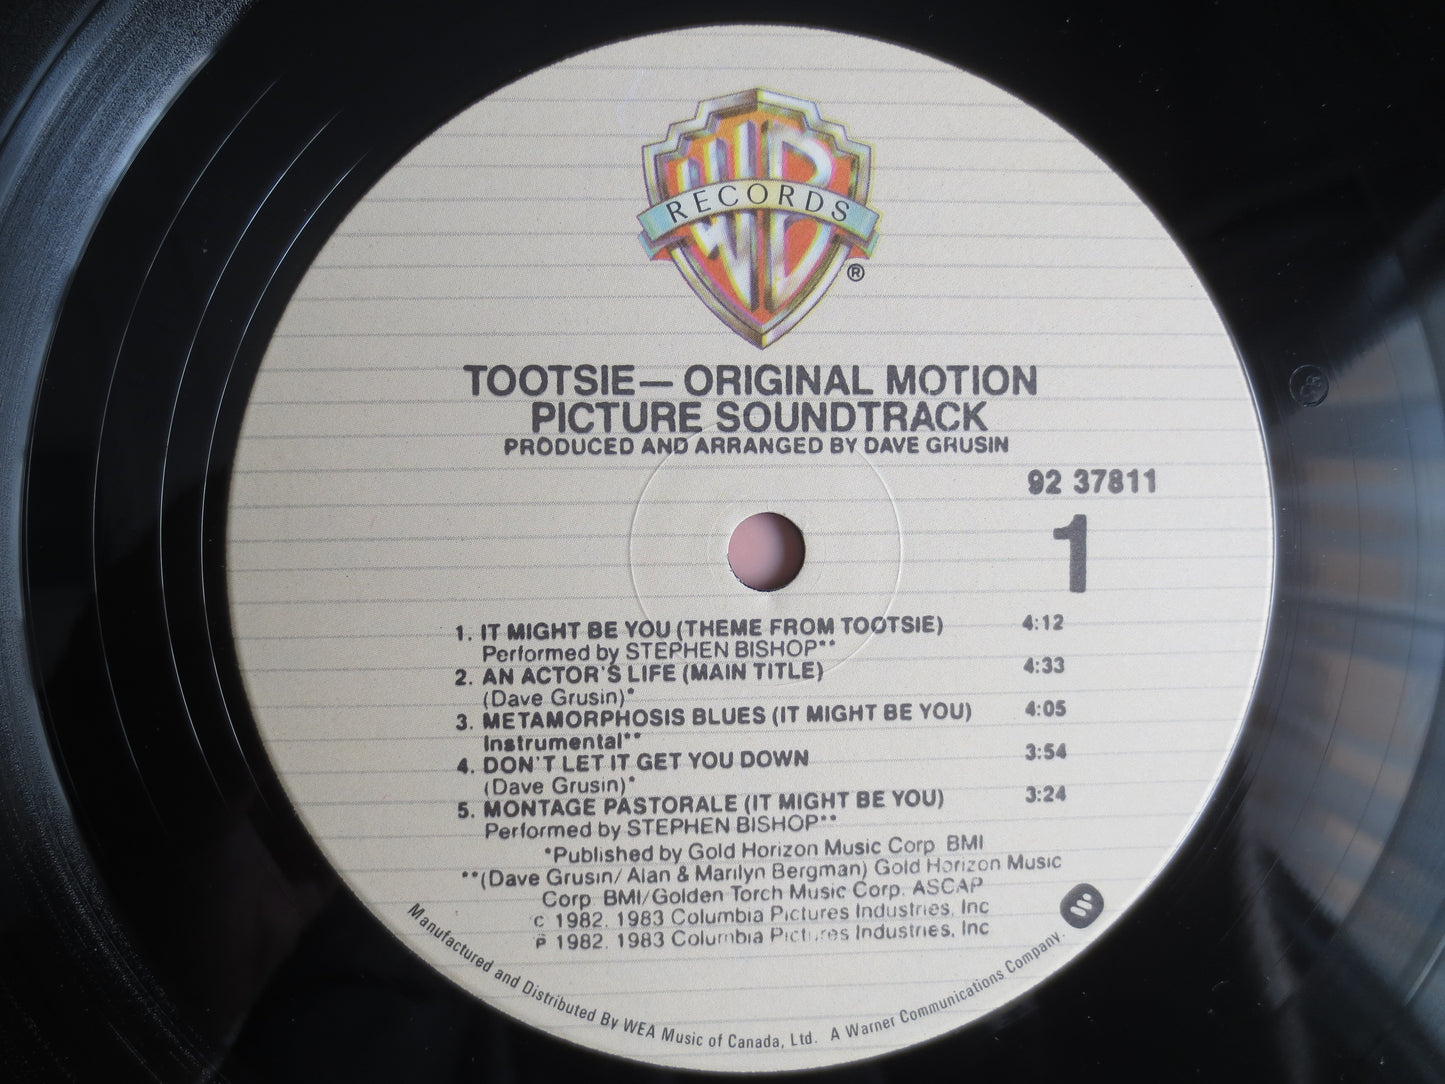 WB
RECORDS
®
TOOTSIE— ORIGINAL MOTION
PICTURE SOUNDTRACK
PRODUCED AND ARRANGED BY DAVE GRUSIN
92 37811
1
1. IT MIGHT BE YOU (THEME FROM TOOTSIE) 4:12
Performed by STEPHEN BISHOP**
2. AN ACTOR'S LIFE (MAIN TITLE) 4:33
(Dave Grusin)*
3. METAMORPHOSIS BLUES (IT MIGHT BE YOU) 4:05
Instrumental**
4. DON'T LET IT GET YOU DOWN 3:54
(Dave Grusin)*
5. MONTAGE PASTORALE (IT MIGHT BE YOU) 3:24
Performed by STEPHEN BISHOP**
*Published by Gold Horizon Music Corp BMI
**(Dave Grusin/ Alan & Marilyn Bergman) Gold Horizon Music
Corp BMI/Golden Torch Music Corp. ASCAP
© 1982, 1983 Columbia Pictures Industries, Inc
℗ 1982, 1983 Columbia Pictures Industries, Inc
Manufactured and Distributed By WEA Music of Canada, Ltd. A Warner Communications Company.